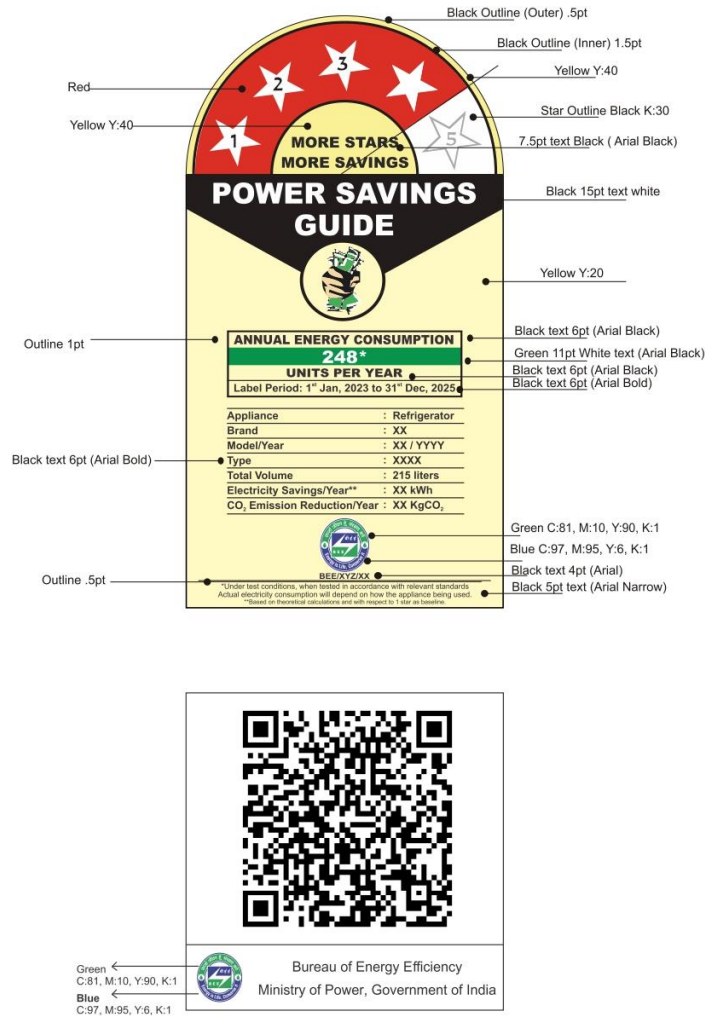 Black Outline (Outer) .5pt
Black Outline (Inner) 1.5pt
Yellow Y:40
Red
Star Outline Black K:30
Yellow Y:40
7.5pt text Black ( Arial Black)
1
2
3
5
MORE STARS
MORE SAVINGS
POWER SAVINGS
GUIDE
Black 15pt text white
Yellow Y:20
Outline 1pt
ANNUAL ENERGY CONSUMPTION
248*
UNITS PER YEAR
Label Period: 1st Jan, 2023 to 31st Dec, 2025
Black text 6pt (Arial Black)
Green 11pt White text (Arial Black)
Black text 6pt (Arial Black)
Black text 6pt (Arial Bold)
Appliance : Refrigerator
Brand : XX
Model/Year : XX / YYYY
Type : XXXX
Total Volume : 215 liters
Electricity Savings/Year** : XX kWh
CO2 Emission Reduction/Year : XX KgCO2
Black text 6pt (Arial Bold)
Green C:81, M:10, Y:90, K:1
Blue C:97, M:95, Y:6, K:1
BEE/XYZ/XX
Black text 4pt (Arial)
Outline .5pt
*Under test conditions, when tested in accordance with relevant standards
Actual electricity consumption will depend on how the appliance being used.
**Based on theoretical calculations and with respect to 1 star as baseline.
Black 5pt text (Arial Narrow)
Green
C:81, M:10, Y:90, K:1
Blue
C:97, M:95, Y:6, K:1
Bureau of Energy Efficiency
Ministry of Power, Government of India